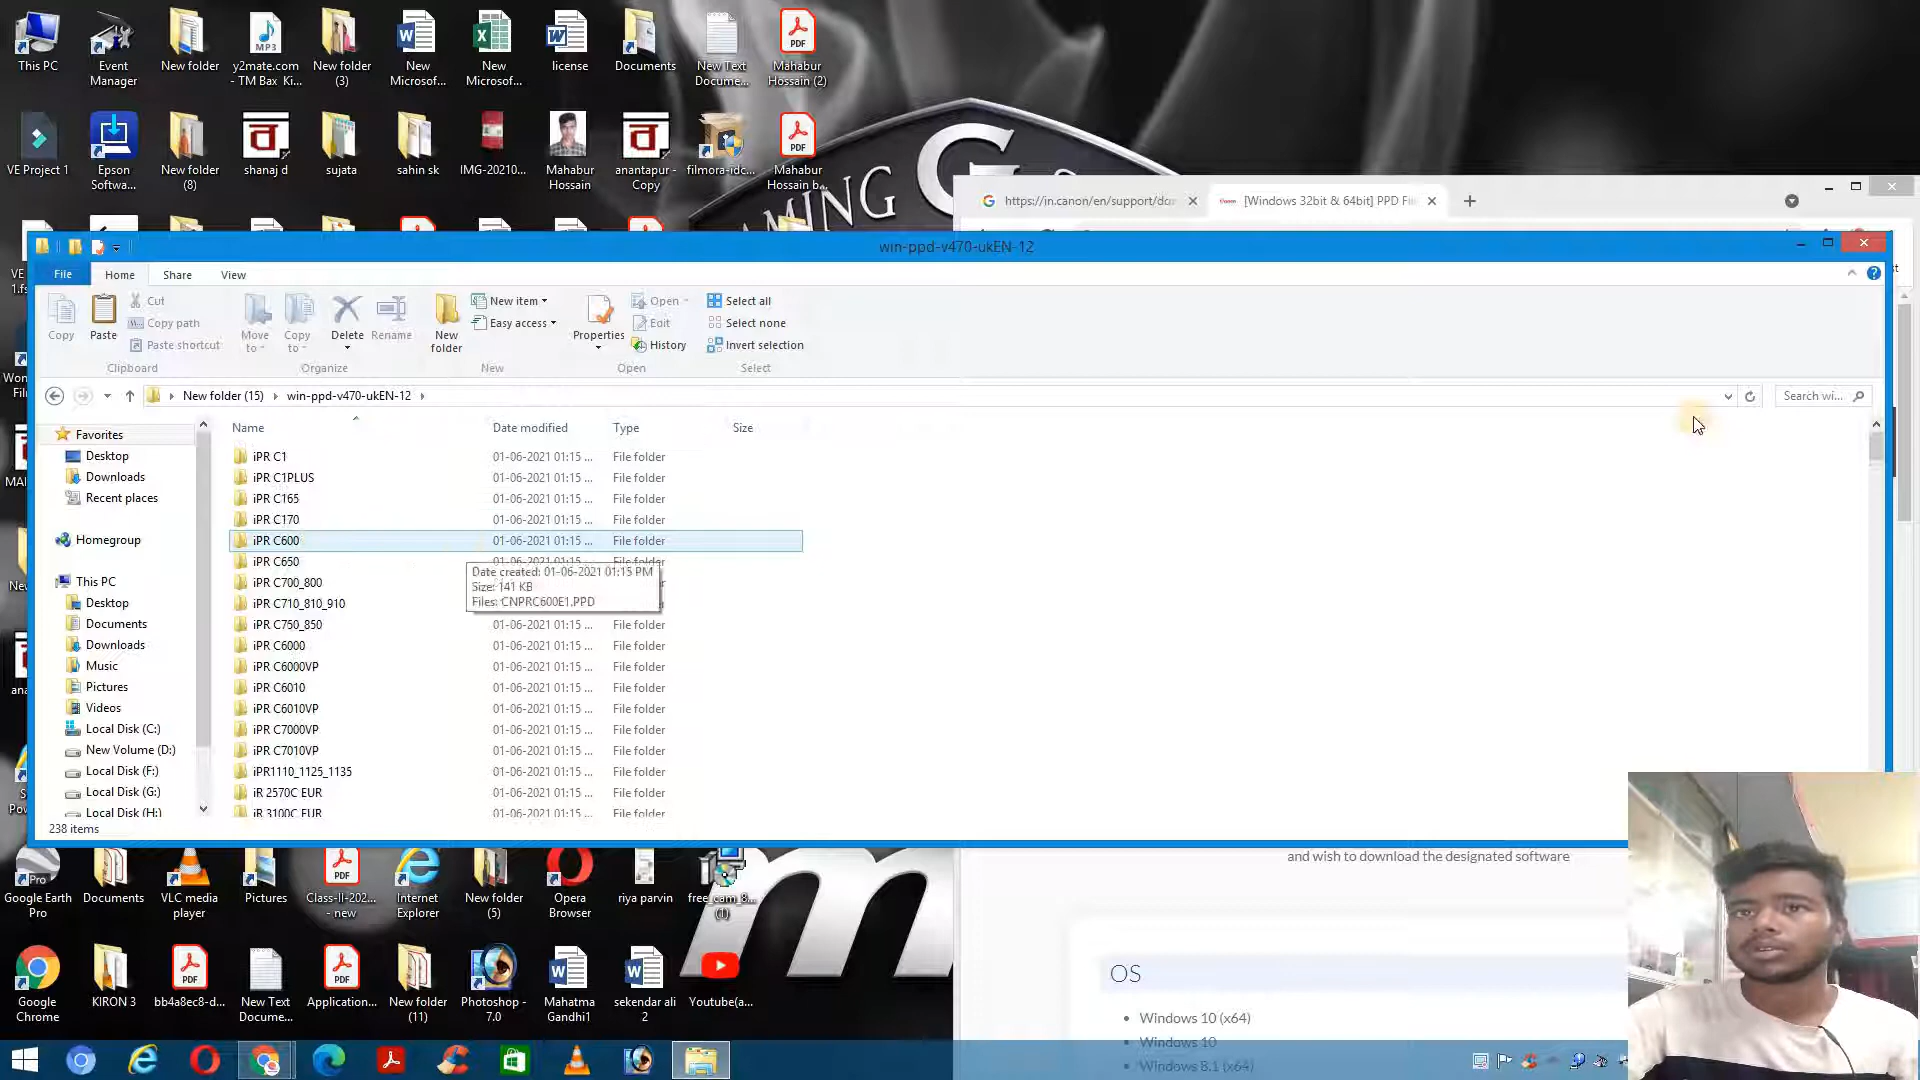 This PC
Event
Manager
New folder
y2mate.com
- TM Bax Ki...
New folder
(3)
New
Microsof...
New
Microsof...
license
Documents
New Text
Docume...
Mahabur
Hossain (2)
VE Project 1
Epson
Softwa...
New folder
(8)
shanaj d
sujata
sahin sk
IMG-20210...
Mahabur
Hossain
anantapur -
Copy
filmora-idc...
Mahabur
Hossain b...
https://in.canon/en/support/
[Windows 32bit & 64bit] PPD Fi
win-ppd-v470-ukEN-12
File
Home
Share
View
Copy
Paste
Cut
Copy path
Paste shortcut
Clipboard
Move
to
Copy
to
Delete
Rename
Organize
New
folder
New item
Easy access
New
Properties
Open
Edit
History
Open
Select all
Select none
Invert selection
Select
New folder (15)
win-ppd-v470-ukEN-12
Search wi...
Name
Date modified
Type
Size
iPR C1 01-06-2021 01:15 ... File folder
iPR C1PLUS 01-06-2021 01:15 ... File folder
iPR C165 01-06-2021 01:15 ... File folder
iPR C170 01-06-2021 01:15 ... File folder
iPR C600 01-06-2021 01:15 ... File folder
iPR C650 01-06-2021 01:15 ... File folder
iPR C700_800
iPR C710_810_910
iPR C750_850 01-06-2021 01:15 ... File folder
iPR C6000 01-06-2021 01:15 ... File folder
iPR C6000VP 01-06-2021 01:15 ... File folder
iPR C6010 01-06-2021 01:15 ... File folder
iPR C6010VP 01-06-2021 01:15 ... File folder
iPR C7000VP 01-06-2021 01:15 ... File folder
iPR C7010VP 01-06-2021 01:15 ... File folder
iPR1110_1125_1135 01-06-2021 01:15 ... File folder
iR 2570C EUR 01-06-2021 01:15 ... File folder
iR 3100C EUR 01-06-2021 01:15 ... File folder
Date created: 01-06-2021 01:15 PM
Size: 141 KB
Files: CNPRC600E1.PPD
Favorites
Desktop
Downloads
Recent places
Homegroup
This PC
Desktop
Documents
Downloads
Music
Pictures
Videos
Local Disk (C:)
New Volume (D:)
Local Disk (F:)
Local Disk (G:)
Local Disk (H:)
238 items
and wish to download the designated software
OS
Windows 10 (x64)
Windows 10
Windows 8.1 (x64)
Google Earth
Pro
Documents
VLC media
player
Pictures
Class-II-202...
- new
Internet
Explorer
New folder
(5)
Opera
Browser
riya parvin
free_cam_8...
(1)
Google
Chrome
KIRON 3
bb4a8ec8-d...
New Text
Docume...
Application...
New folder
(11)
Photoshop -
7.0
Mahatma
Gandhi1
sekendar ali
2
Youtube(a...